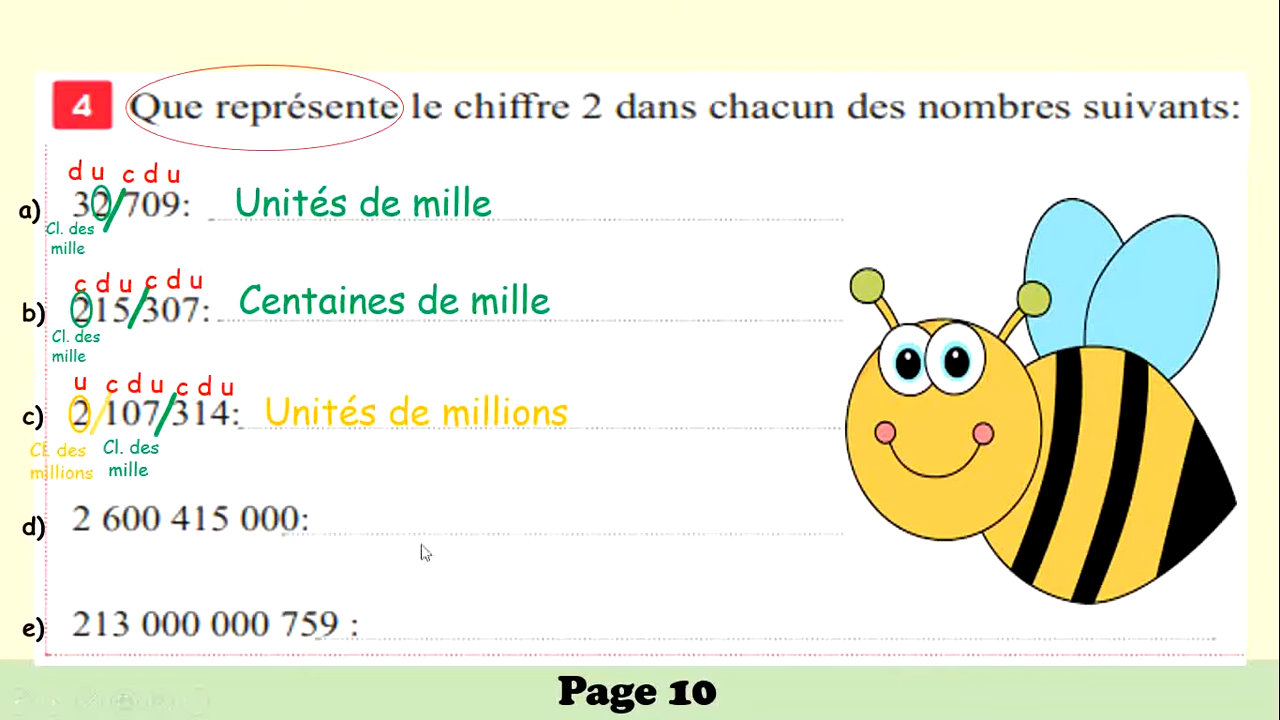 4 Que représente le chiffre 2 dans chacun des nombres suivants:
d u c d u
a) 32/709: Unités de mille
Cl. des
mille
c d u c d u
b) 215/307: Centaines de mille
Cl. des
mille
u c d u c d u
c) 2/107/314: Unités de millions
Cl. des Cl. des
millions mille
d) 2 600 415 000:
e) 213 000 000 759 :
Page 10